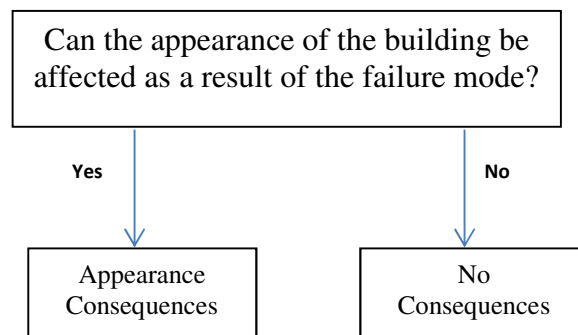 Can the appearance of the building be
affected as a result of the failure mode?
Yes
No
Appearance
Consequences
No
Consequences